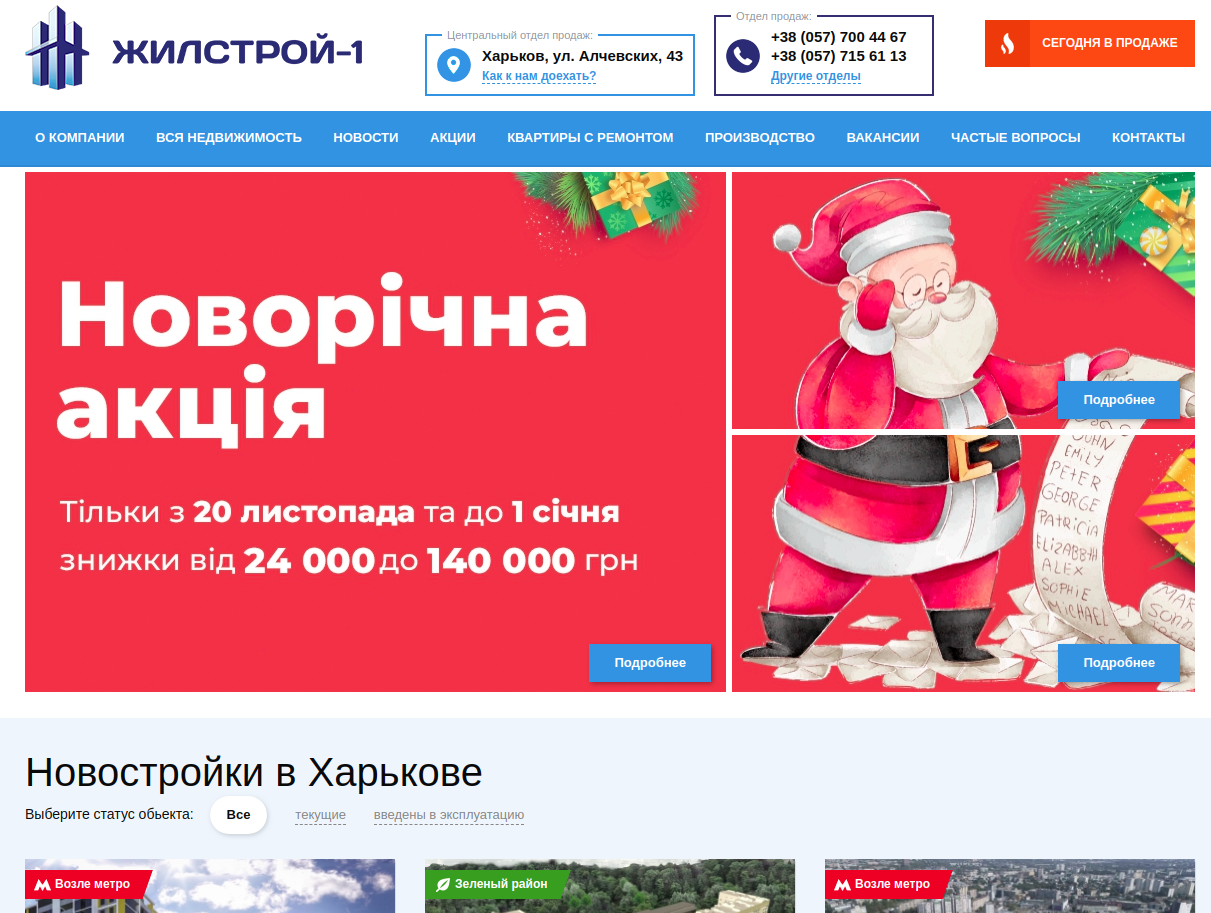 ЖИЛСТРОЙ-1
Центральный отдел продаж:
Харьков, ул. Алчевских, 43
Как к нам доехать?
Отдел продаж:
+38 (057) 700 44 67
+38 (057) 715 61 13
Другие отделы
СЕГОДНЯ В ПРОДАЖЕ
О КОМПАНИИ ВСЯ НЕДВИЖИМОСТЬ НОВОСТИ АКЦИИ КВАРТИРЫ С РЕМОНТОМ ПРОИЗВОДСТВО ВАКАНСИИ ЧАСТЫЕ ВОПРОСЫ КОНТАКТЫ
Новорічна
акція
Тільки з 20 листопада та до 1 січня
знижки від 24 000 до 140 000 грн
Подробнее
Подробнее
JOHN
EMILY
PETER
GEORGE
PATRICIA
ELIZABETH
ALEX
SOPHIE
MICHAEL
Подробнее
Новостройки в Харькове
Выберите статус обьекта: Все текущие введены в эксплуатацию
Возле метро
Зеленый район
Возле метро